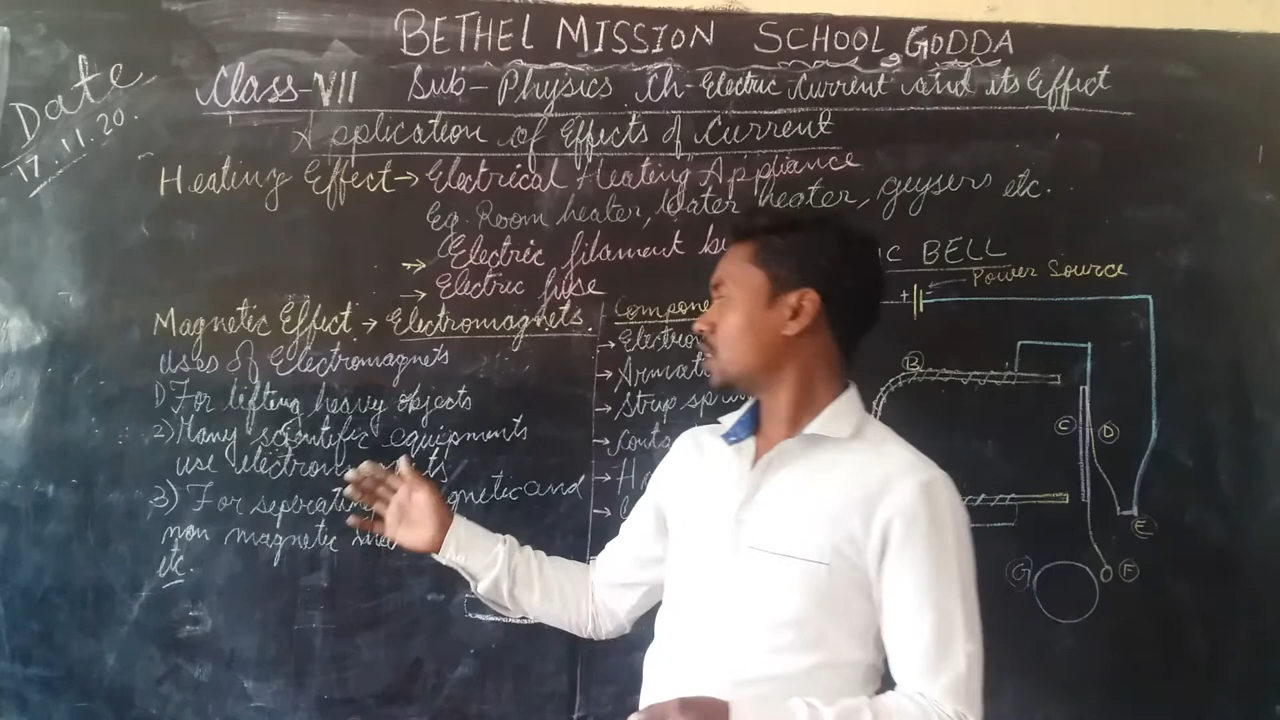 BETHEL MISSION SCHOOL, GODDA
Date
17.11.20.
Class-VII Sub-Physics Ch-Electric Current and its Effect
Application of Effects of Current
Heating Effect → Electrical Heating Appliance
Eg. Room heater, Water heater, geysers etc.
→ Electric filament
→ Electric fuse
Magnetic Effect → Electromagnets.
Uses of Electromagnets
1) For lifting heavy objects
2) Many scientific equipments
use
3) For seperating and
non magnetic
etc.
→
→
→
→
→
→
BELL
Power Source
+ -
B
C D
E
G F